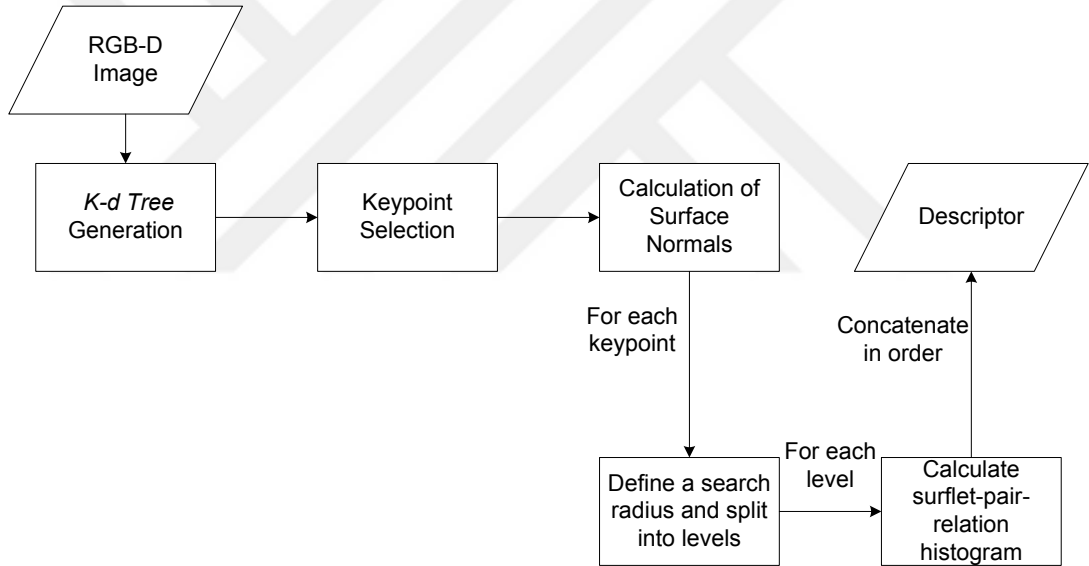 RGB-D
Image
K-d Tree
Generation
Keypoint
Selection
Calculation of
Surface
Normals
Descriptor
For each
keypoint
Concatenate
in order
Define a search
radius and split
into levels
For each
level
Calculate
surflet-pair-
relation
histogram